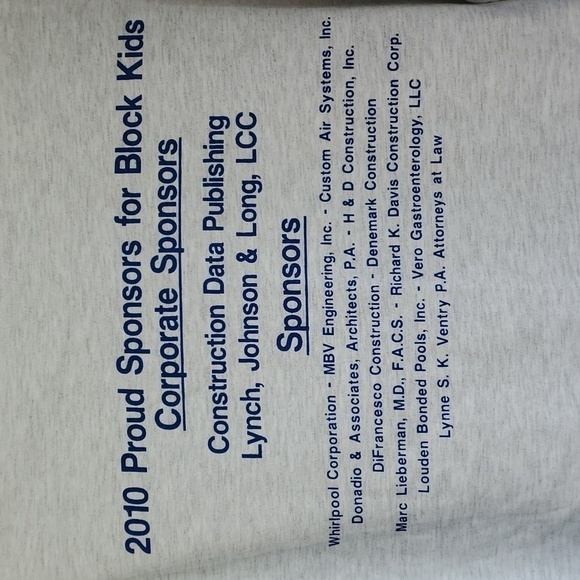 2010 Proud Sponsors for Block Kids
Corporate Sponsors
Construction Data Publishing
Lynch, Johnson & Long, LCC
Sponsors
Whirlpool Corporation - MBV Engineering, Inc. - Custom Air Systems, Inc.
Donadio & Associates, Architects, P.A. - H & D Construction, Inc.
DiFrancesco Construction - Denemark Construction
Marc Lieberman, M.D., F.A.C.S. - Richard K. Davis Construction Corp.
Louden Bonded Pools, Inc. - Vero Gastroenterology, LLC
Lynne S. K. Ventry P.A. Attorneys at Law